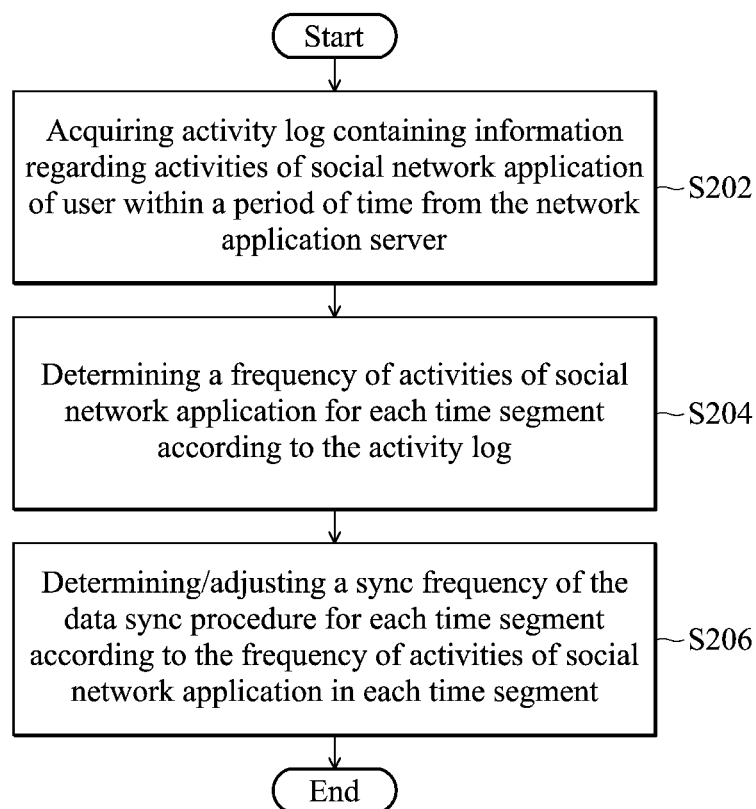 Start
Acquiring activity log containing information
regarding activities of social network application
of user within a period of time from the network
application server
S202
Determining a frequency of activities of social
network application for each time segment
according to the activity log
S204
Determining/adjusting a sync frequency of the
data sync procedure for each time segment
according to the frequency of activities of social
network application in each time segment
S206
End